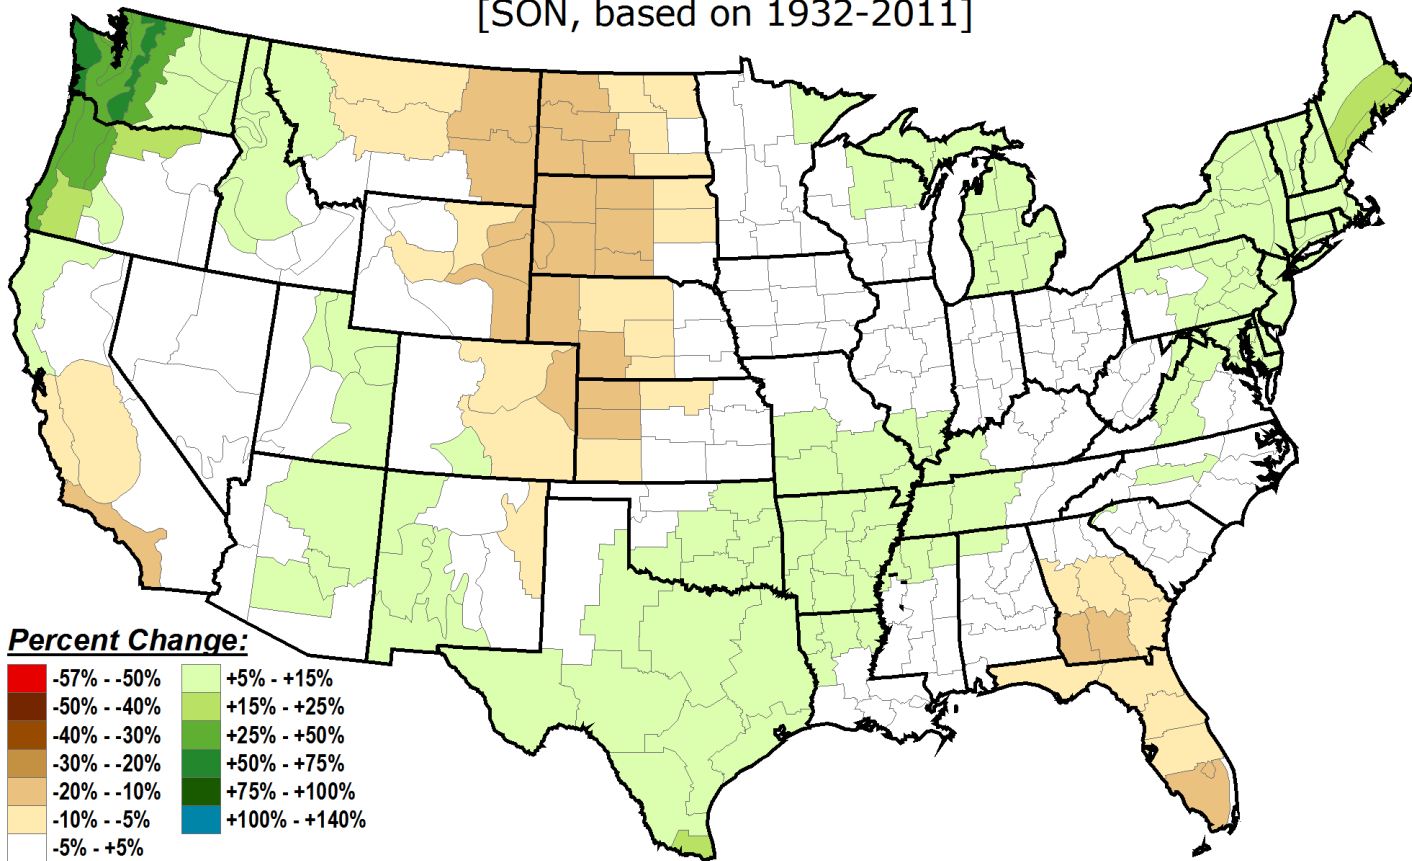 [SON, based on 1932-2011]
Percent Change:
-57% - -50%
-50% - -40%
-40% - -30%
-30% - -20%
-20% - -10%
-10% - -5%
-5% - +5%
+5% - +15%
+15% - +25%
+25% - +50%
+50% - +75%
+75% - +100%
+100% - +140%